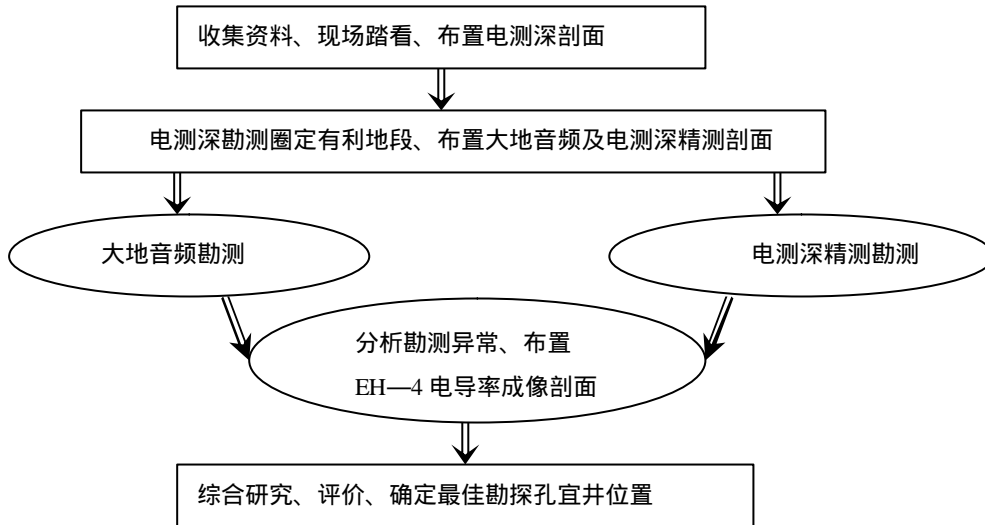 收集资料、现场踏看、布置电测深剖面
电测深勘测圈定有利地段、布置大地音频及电测深精测剖面
大地音频勘测
电测深精测勘测
分析勘测异常、布置
EH—4 电导率成像剖面
综合研究、评价、确定最佳勘探孔宜井位置